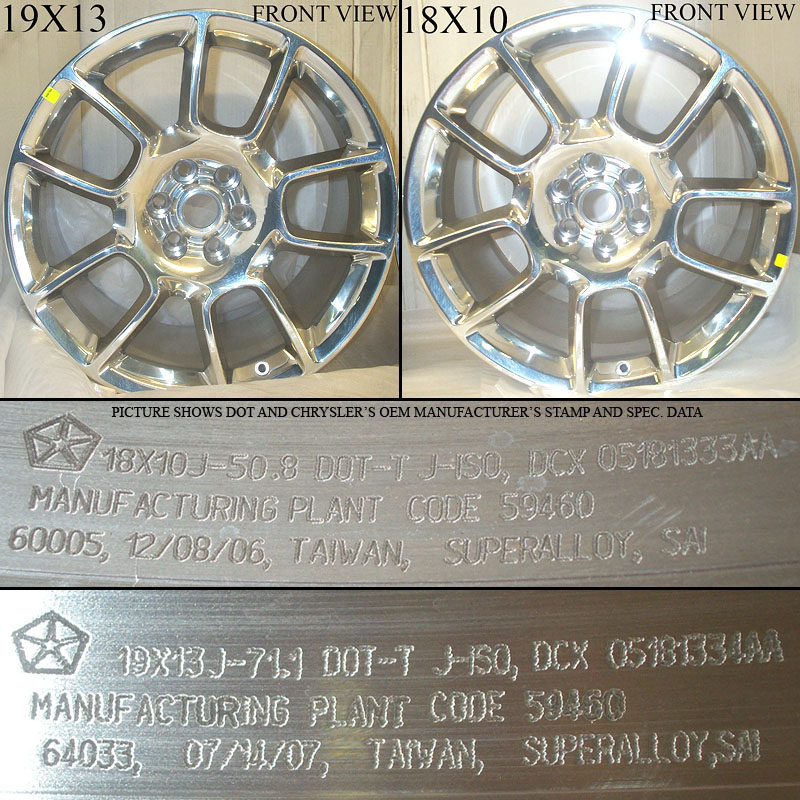 19X13
FRONT VIEW
18X10
FRONT VIEW
PICTURE SHOWS DOT AND CHRYSLER'S OEM MANUFACTURER'S STAMP AND SPEC. DATA
18X10J-50.8 DOT-T J-ISO, DCX 05181333AA
MANUFACTURING PLANT CODE 59460
60005, 12/08/06, TAIWAN, SUPERALLOY, SAI
19X13J-71.1 DOT-T J-ISO, DCX 05181334AA
MANUFACTURING PLANT CODE 59460
64033, 07/14/07, TAIWAN, SUPERALLOY,SAI